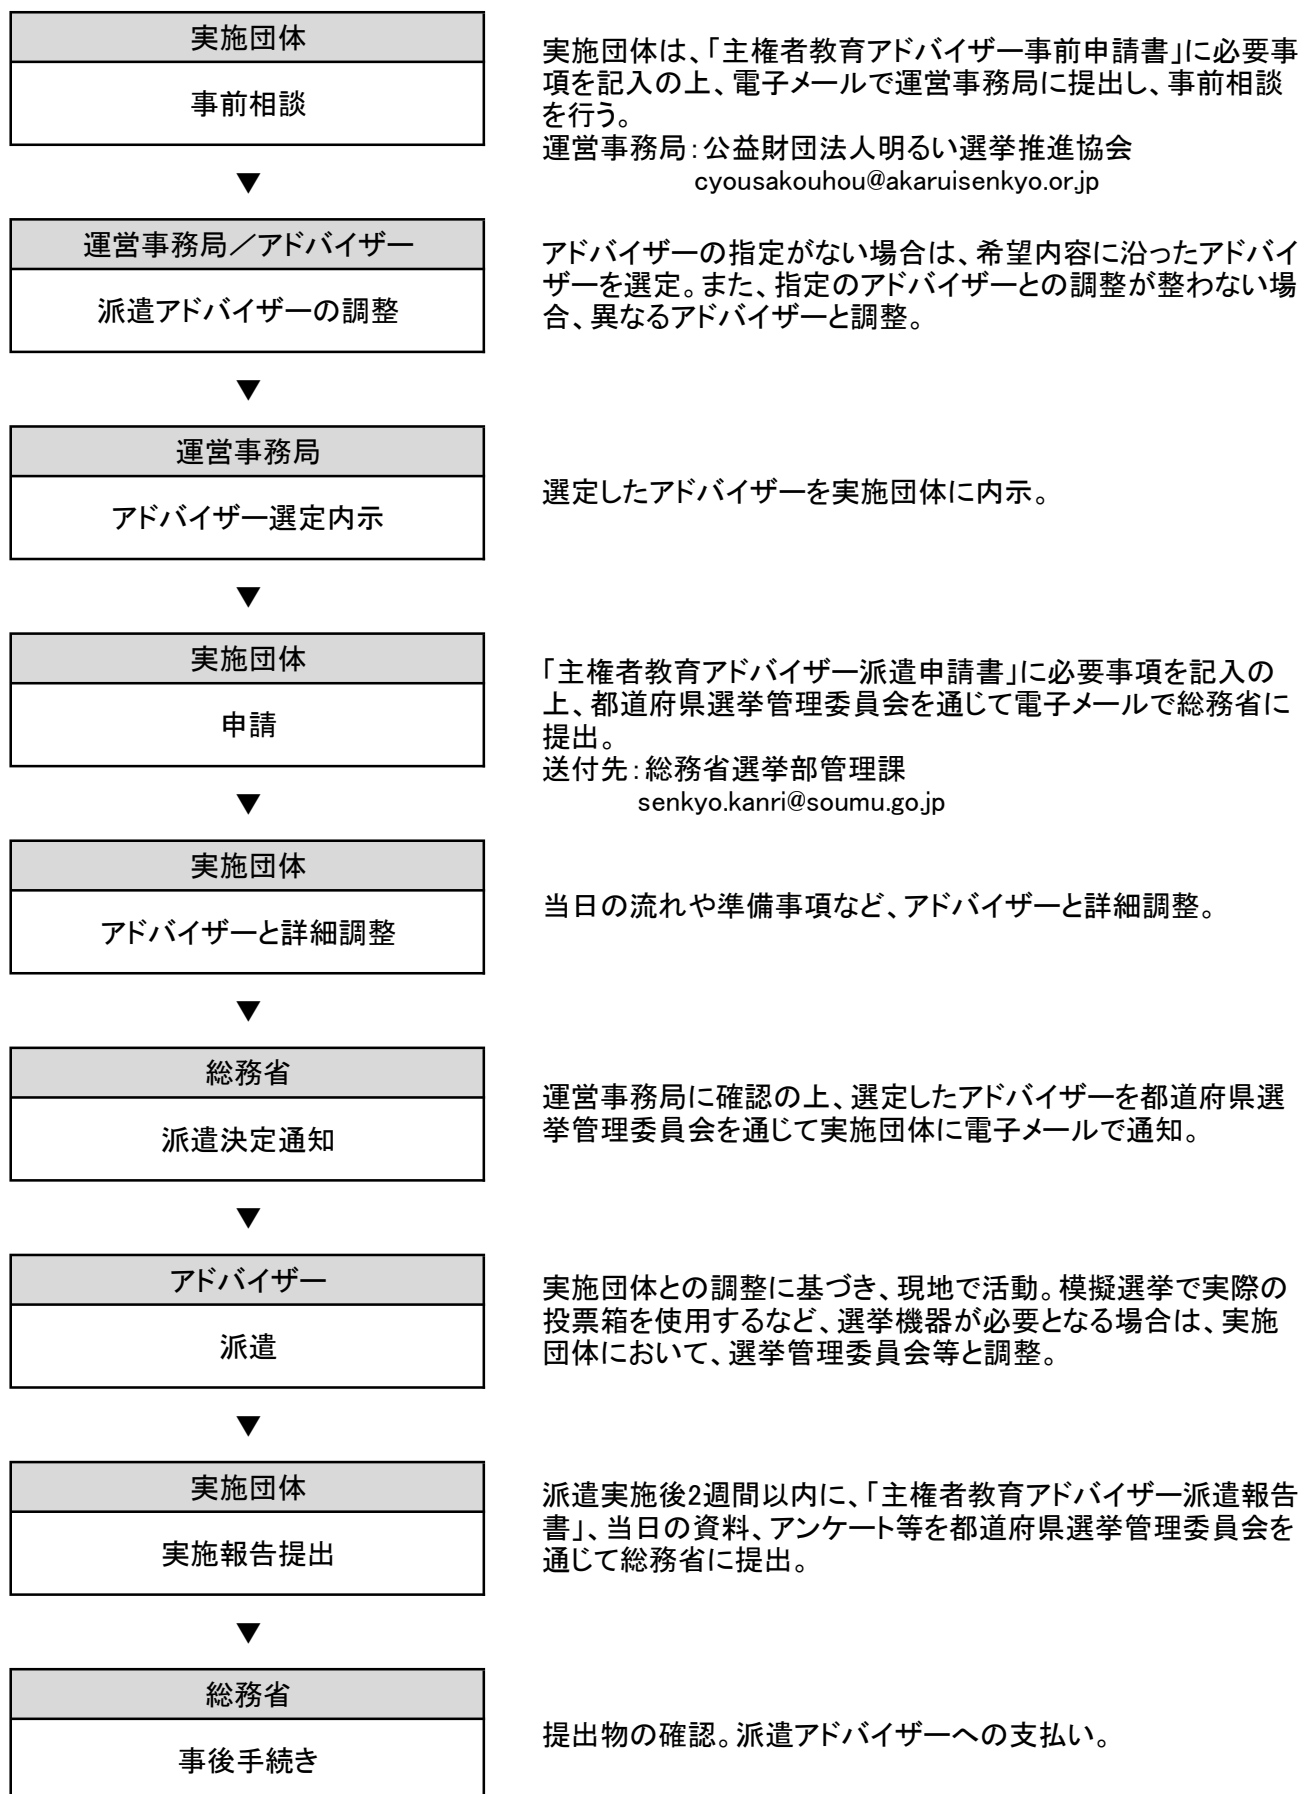 実施団体
事前相談
実施団体は、「主権者教育アドバイザー事前申請書」に必要事
項を記入の上、電子メールで運営事務局に提出し、事前相談
を行う。
運営事務局：公益財団法人明るい選挙推進協会
cyousakouhou@akaruisenkyo.or.jp
▼
運営事務局／アドバイザー
派遣アドバイザーの調整
アドバイザーの指定がない場合は、希望内容に沿ったアドバイ
ザーを選定。また、指定のアドバイザーとの調整が整わない場
合、異なるアドバイザーと調整。
▼
運営事務局
アドバイザー選定内示
選定したアドバイザーを実施団体に内示。
▼
実施団体
申請
「主権者教育アドバイザー派遣申請書」に必要事項を記入の
上、都道府県選挙管理委員会を通じて電子メールで総務省に
提出。
送付先：総務省選挙部管理課
senkyo.kanri@soumu.go.jp
▼
実施団体
アドバイザーと詳細調整
当日の流れや準備事項など、アドバイザーと詳細調整。
▼
総務省
派遣決定通知
運営事務局に確認の上、選定したアドバイザーを都道府県選
挙管理委員会を通じて実施団体に電子メールで通知。
▼
アドバイザー
派遣
実施団体との調整に基づき、現地で活動。模擬選挙で実際の
投票箱を使用するなど、選挙機器が必要となる場合は、実施
団体において、選挙管理委員会等と調整。
▼
実施団体
実施報告提出
派遣実施後2週間以内に、「主権者教育アドバイザー派遣報告
書」、当日の資料、アンケート等を都道府県選挙管理委員会を
通じて総務省に提出。
▼
総務省
事後手続き
提出物の確認。派遣アドバイザーへの支払い。